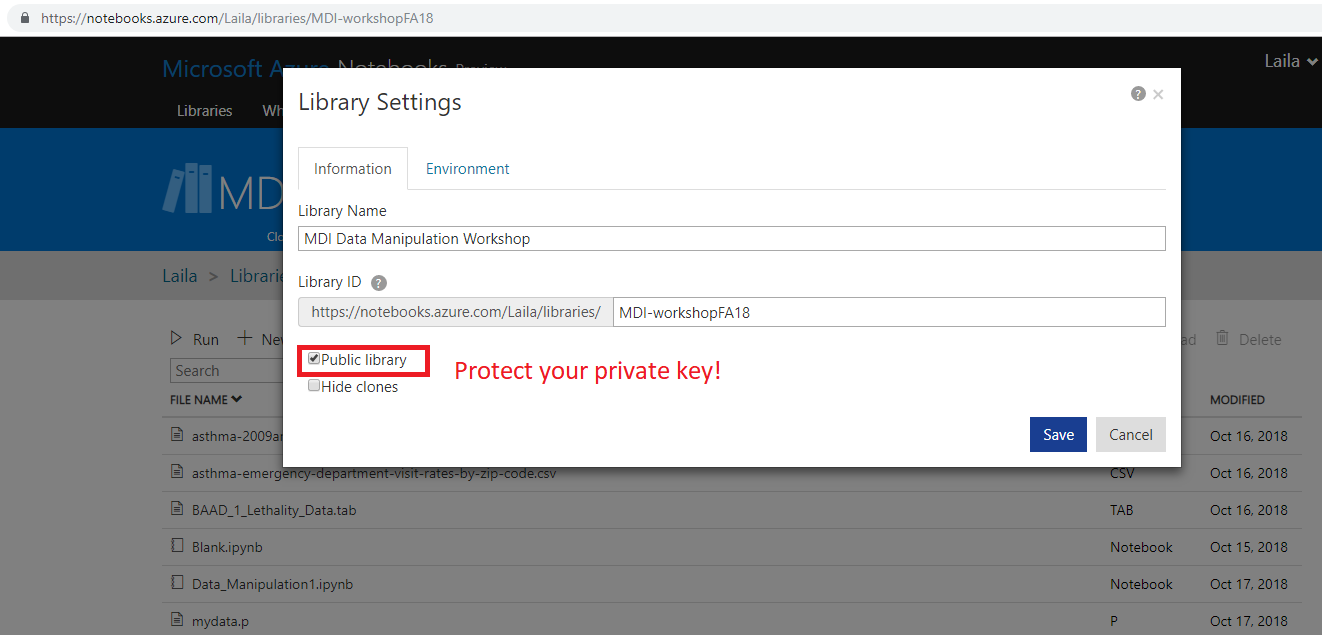 https://notebooks.azure.com/Laila/libraries/MDI-workshopFA18
Microsoft Azure Notebooks Preview
Laila
Libraries Wh
Library Settings
Information Environment
MD
Library Name
MDI Data Manipulation Workshop
Laila > Librarie
Library ID ?
https://notebooks.azure.com/Laila/libraries/ MDI-workshopFA18
Run + Nev
ad Delete
Public library
Protect your private key!
Search
Hide clones
FILE NAME MODIFIED
Save Cancel
asthma-2009ar Oct 16, 2018
asthma-emergency-department-visit-rates-by-zip-code.csv CSV Oct 16, 2018
BAAD_1_Lethality_Data.tab TAB Oct 16, 2018
Blank.ipynb Notebook Oct 15, 2018
Data_Manipulation1.ipynb Notebook Oct 17, 2018
mydata.p P Oct 17, 2018